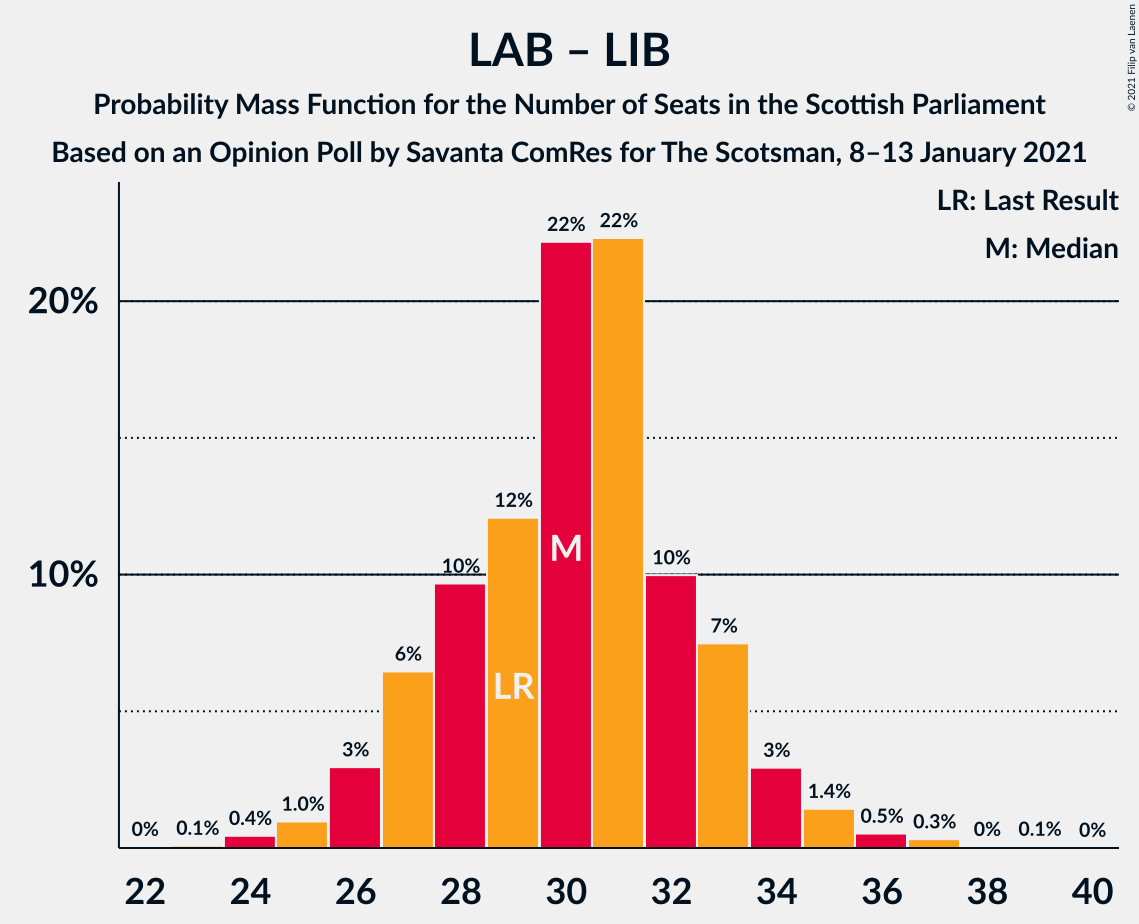 LAB – LIB
Probability Mass Function for the Number of Seats in the Scottish Parliament
Based on an Opinion Poll by Savanta ComRes for The Scotsman, 8–13 January 2021
© 2021 Filip van Laenen
LR: Last Result
M: Median
20%
10%
0%
0.1%
0.4%
1.0%
3%
6%
10%
12%
22%
22%
10%
7%
3%
1.4%
0.5%
0.3%
0%
0.1%
0%
LR
M
22 24 26 28 30 32 34 36 38 40